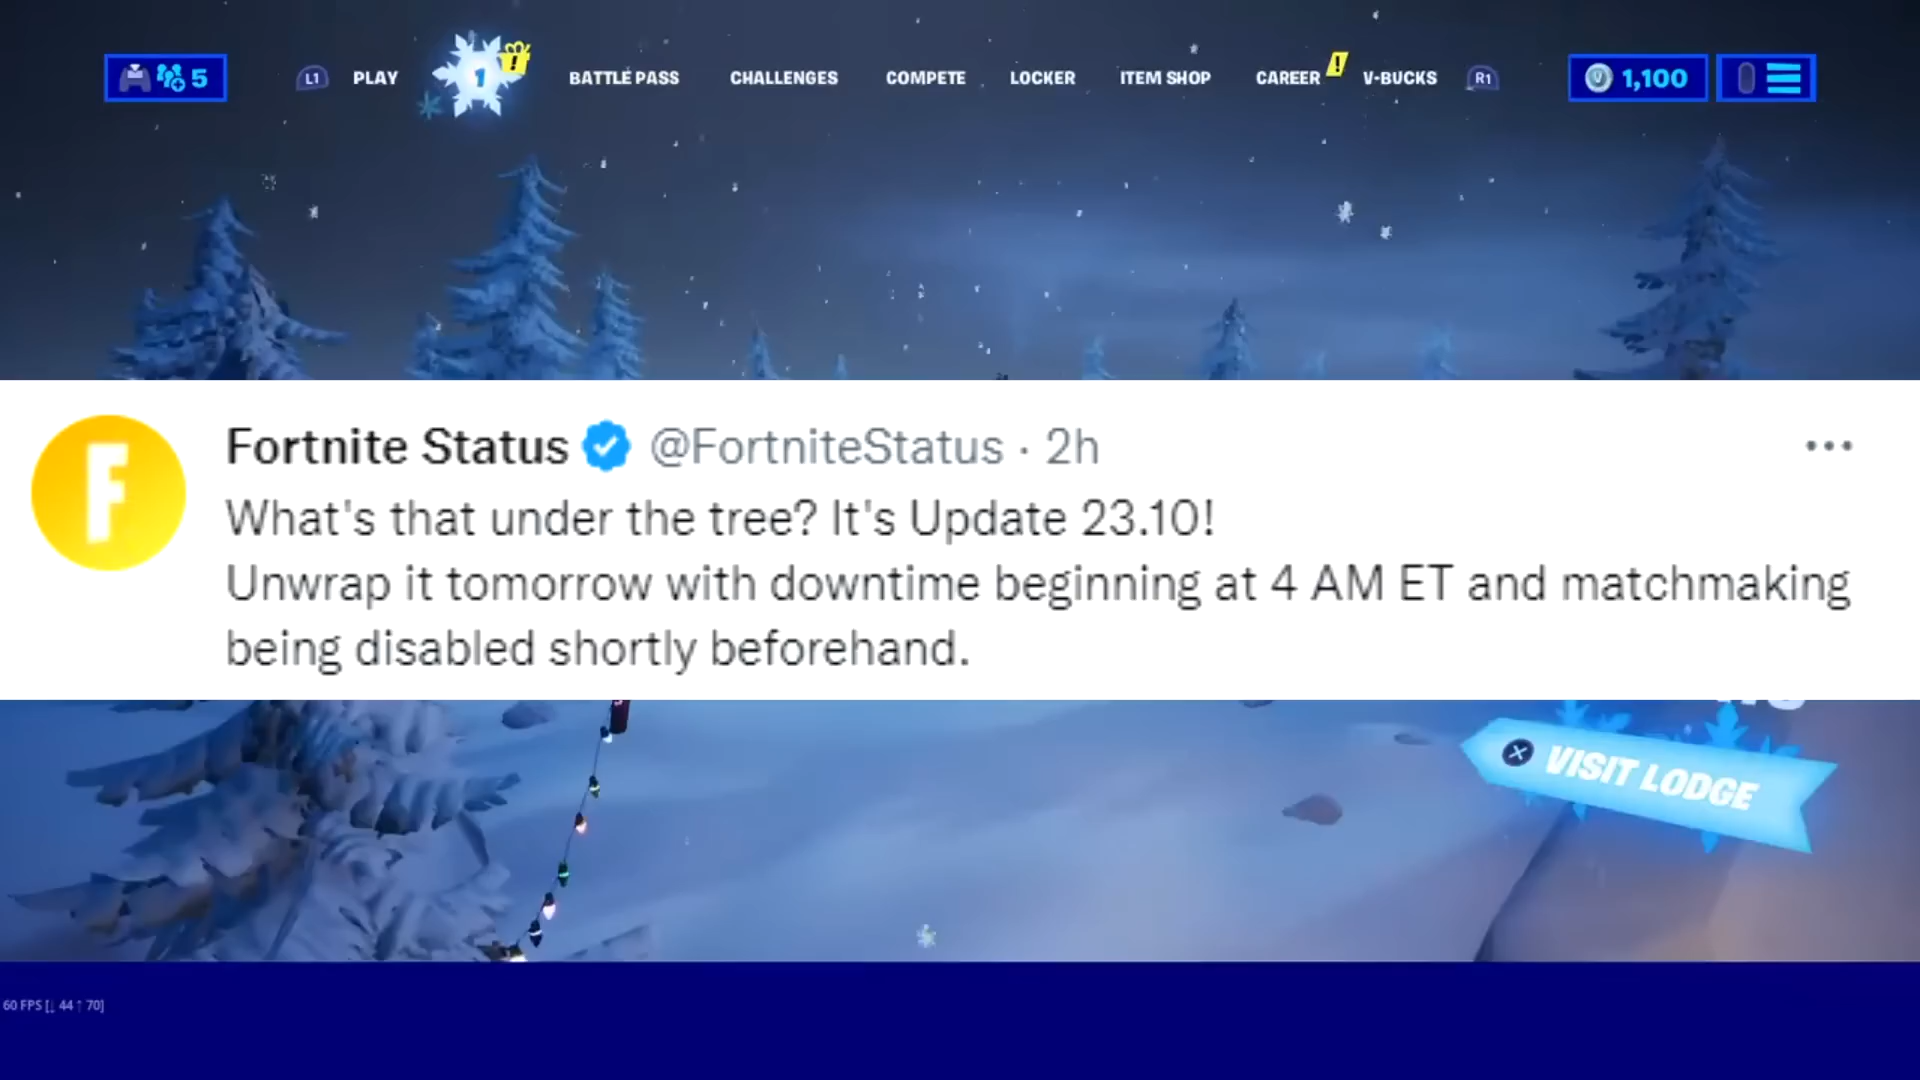 5 L1 PLAY 1 ! BATTLE PASS CHALLENGES COMPETE LOCKER ITEM SHOP CAREER ! V-BUCKS R1 1,100
F
Fortnite Status @FortniteStatus · 2h
What's that under the tree? It's Update 23.10!
Unwrap it tomorrow with downtime beginning at 4 AM ET and matchmaking
being disabled shortly beforehand.
VISIT LODGE
60 FPS [↓ 44 ↑ 70]